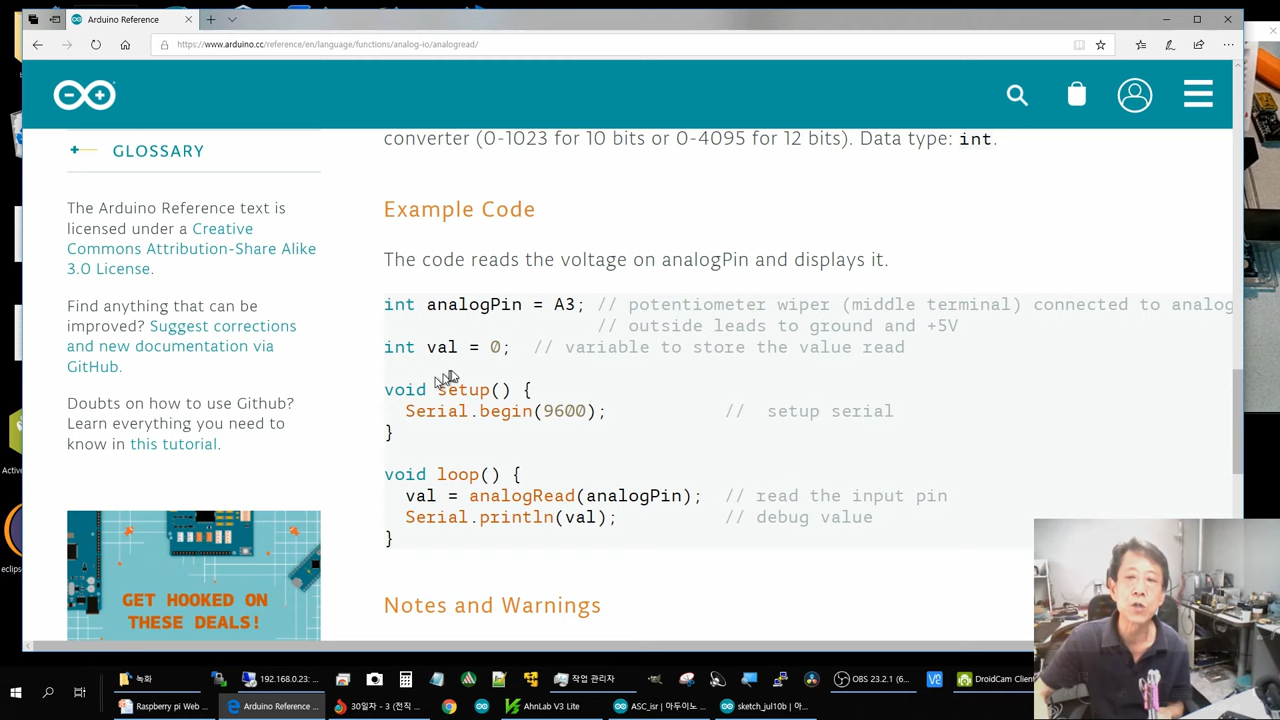 Arduino Reference
https://www.arduino.cc/reference/en/language/functions/analog-io/analogread/
GLOSSARY
The Arduino Reference text is
licensed under a Creative
Commons Attribution-Share Alike
3.0 License.
Find anything that can be
improved? Suggest corrections
and new documentation via
GitHub.
Doubts on how to use Github?
Learn everything you need to
know in this tutorial.
GET HOOKED ON
THESE DEALS!
converter (0-1023 for 10 bits or 0-4095 for 12 bits). Data type: int.
Example Code
The code reads the voltage on analogPin and displays it.
int analogPin = A3; // potentiometer wiper (middle terminal) connected to analog
// outside leads to ground and +5V
int val = 0; // variable to store the value read
void setup() {
Serial.begin(9600); // setup serial
}
void loop() {
val = analogRead(analogPin); // read the input pin
Serial.println(val); // debug value
}
Notes and Warnings
Active
eclips
녹화
192.168.0.23: ...
작업 관리자
OBS 23.2.1 (6...
DroidCam Client
Raspberry pi Web ...
Arduino Reference ...
30일자 - 3 (전직 ...
AhnLab V3 Lite
ASC_isr | 아두이노 ...
sketch_jul10b | 아...